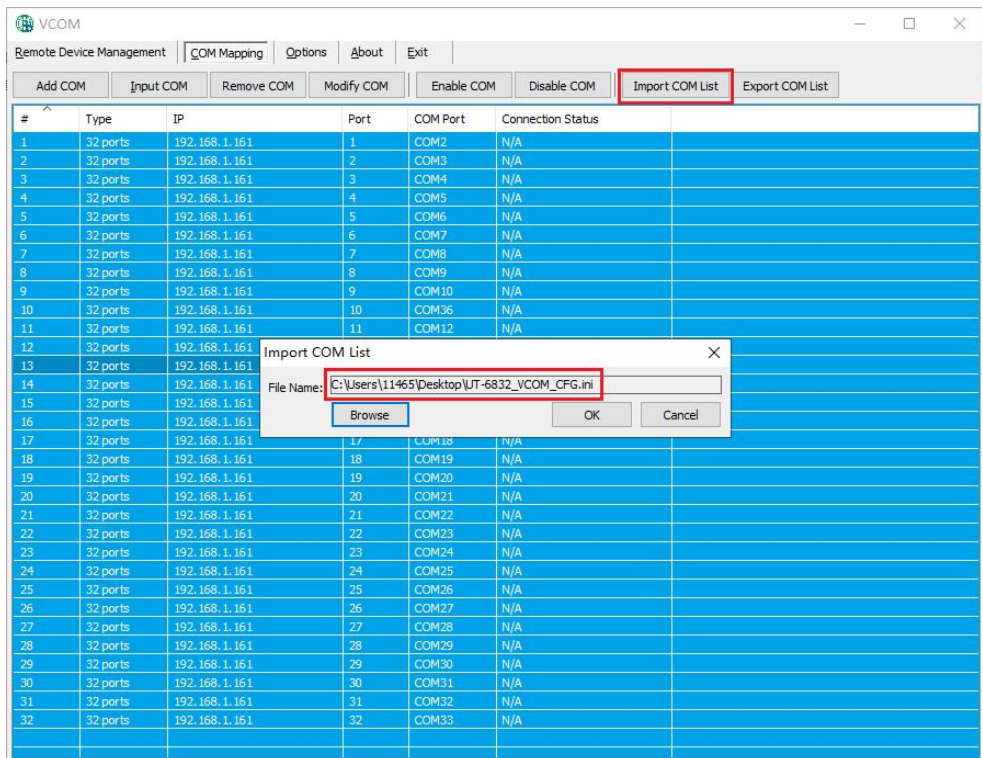 VCOM
Remote Device Management COM Mapping Options About Exit
Add COM Input COM Remove COM Modify COM Enable COM Disable COM Import COM List Export COM List
# Type IP Port COM Port Connection Status
1 32 ports 192.168.1.161 1 COM2 N/A
2 32 ports 192.168.1.161 2 COM3 N/A
3 32 ports 192.168.1.161 3 COM4 N/A
4 32 ports 192.168.1.161 4 COM5 N/A
5 32 ports 192.168.1.161 5 COM6 N/A
6 32 ports 192.168.1.161 6 COM7 N/A
7 32 ports 192.168.1.161 7 COM8 N/A
8 32 ports 192.168.1.161 8 COM9 N/A
9 32 ports 192.168.1.161 9 COM10 N/A
10 32 ports 192.168.1.161 10 COM36 N/A
11 32 ports 192.168.1.161 11 COM12 N/A
12 32 ports 192.168.1.161
13 32 ports 192.168.1.161
14 32 ports 192.168.1.161
15 32 ports 192.168.1.161
16 32 ports 192.168.1.161
Import COM List
File Name: C:\Users\11465\Desktop\UT-6832_VCOM_CFG.ini
Browse OK Cancel
17 32 ports 192.168.1.161 17 COM18 N/A
18 32 ports 192.168.1.161 18 COM19 N/A
19 32 ports 192.168.1.161 19 COM20 N/A
20 32 ports 192.168.1.161 20 COM21 N/A
21 32 ports 192.168.1.161 21 COM22 N/A
22 32 ports 192.168.1.161 22 COM23 N/A
23 32 ports 192.168.1.161 23 COM24 N/A
24 32 ports 192.168.1.161 24 COM25 N/A
25 32 ports 192.168.1.161 25 COM26 N/A
26 32 ports 192.168.1.161 26 COM27 N/A
27 32 ports 192.168.1.161 27 COM28 N/A
28 32 ports 192.168.1.161 28 COM29 N/A
29 32 ports 192.168.1.161 29 COM30 N/A
30 32 ports 192.168.1.161 30 COM31 N/A
31 32 ports 192.168.1.161 31 COM32 N/A
32 32 ports 192.168.1.161 32 COM33 N/A